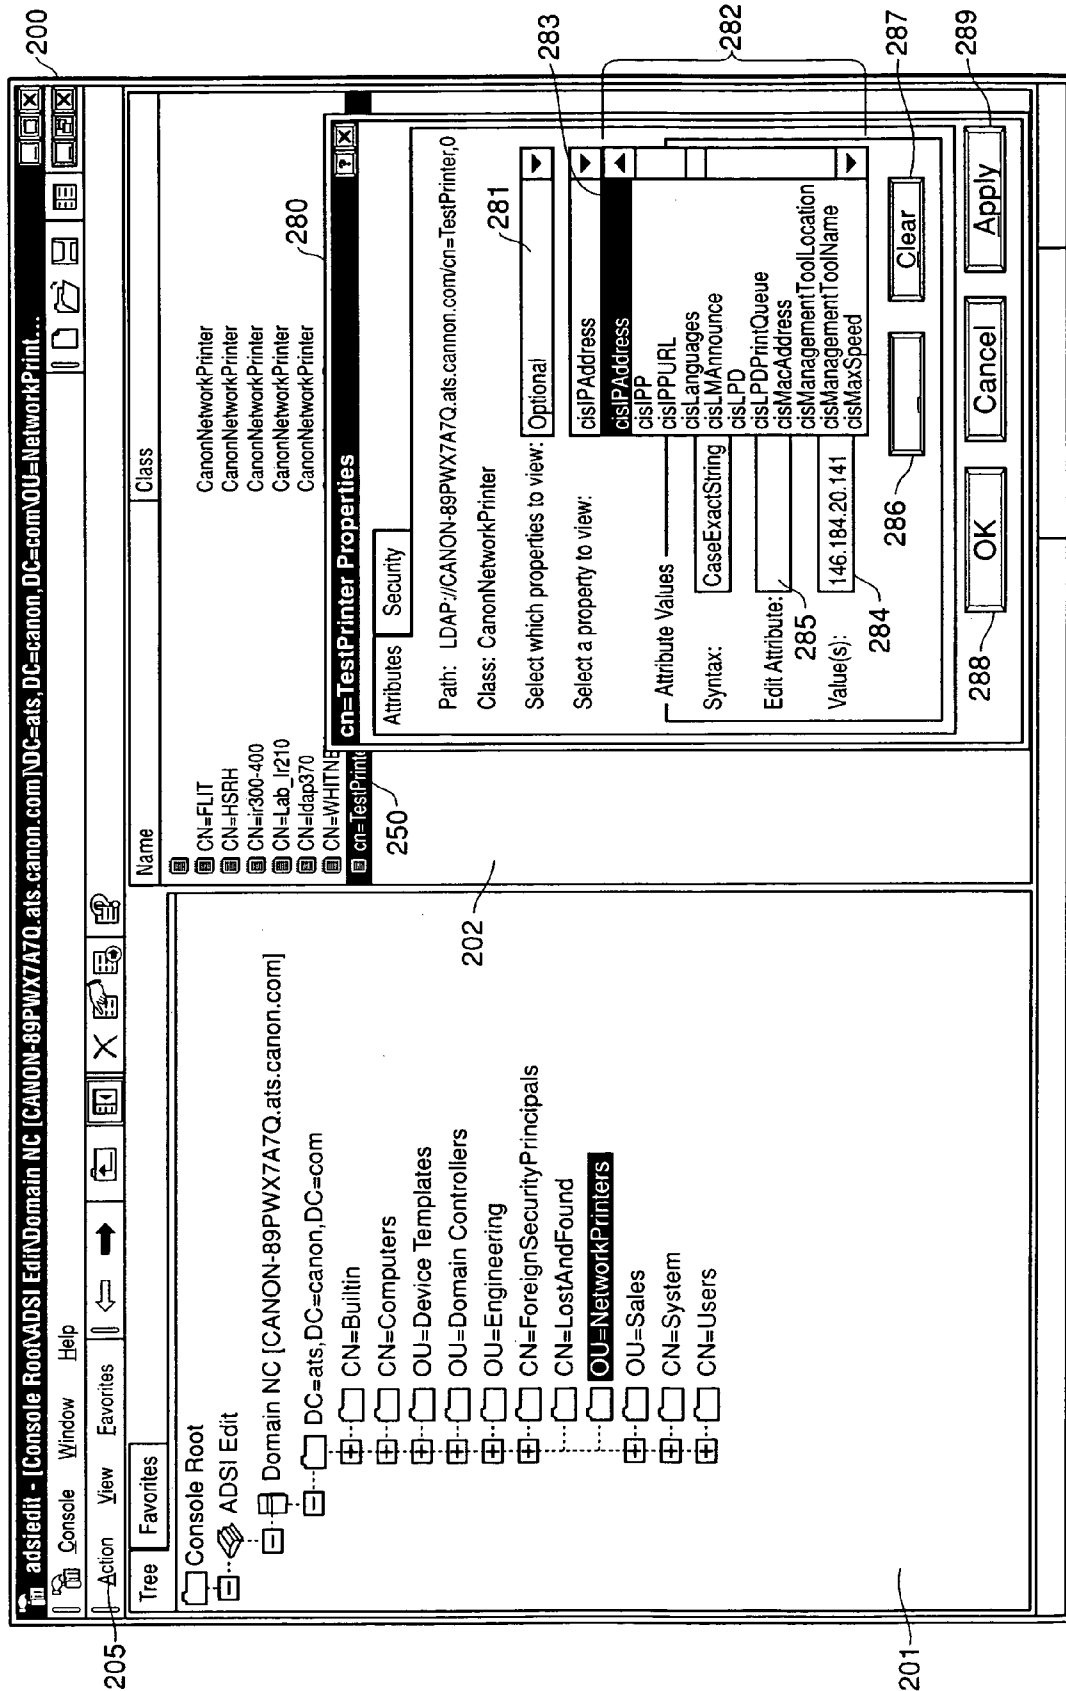 200
adsiedit - [Console Root\ADSI Edit\Domain NC [CANON-89PWX7A7Q.ats.canon.com]\DC=ats,DC=canon,DC=com\OU=NetworkPrint...
Console Window Help
205
Action View Favorites
Tree Favorites
Console Root
ADSI Edit
Domain NC [CANON-89PWX7A7Q.ats.canon.com]
DC=ats,DC=canon,DC=com
CN=Builtin
CN=Computers
OU=Device Templates
OU=Domain Controllers
OU=Engineering
CN=ForeignSecurityPrincipals
CN=LostAndFound
OU=NetworkPrinters
OU=Sales
CN=System
CN=Users
201
Name Class
CN=FLIT CanonNetworkPrinter
CN=HSRH CanonNetworkPrinter
CN=ir300-400 CanonNetworkPrinter
CN=Lab_Ir210 CanonNetworkPrinter
CN=ldap370 CanonNetworkPrinter
CN=WHITNE
cn=TestPrinte
250
202
280
cn=TestPrinter Properties
Attributes Security
Path: LDAP://CANON-89PWX7A7Q.ats.cannon.com/cn=TestPrinter,0
Class: CanonNetworkPrinter
281
Select which properties to view: Optional
283
Select a property to view: cisIPAddress
cisIPAddress
cisIPP
cisIPPURL
cisLanguages
cisLMAnnounce
cisLPD
cisLPDPrintQueue
cisMacAddress
cisManagementToolLocation
cisManagementToolName
cisMaxSpeed
282
Attribute Values
Syntax: CaseExactString
Edit Attribute:
285
Value(s): 146.184.20.141
284
286
Clear
287
288
OK Cancel Apply
289